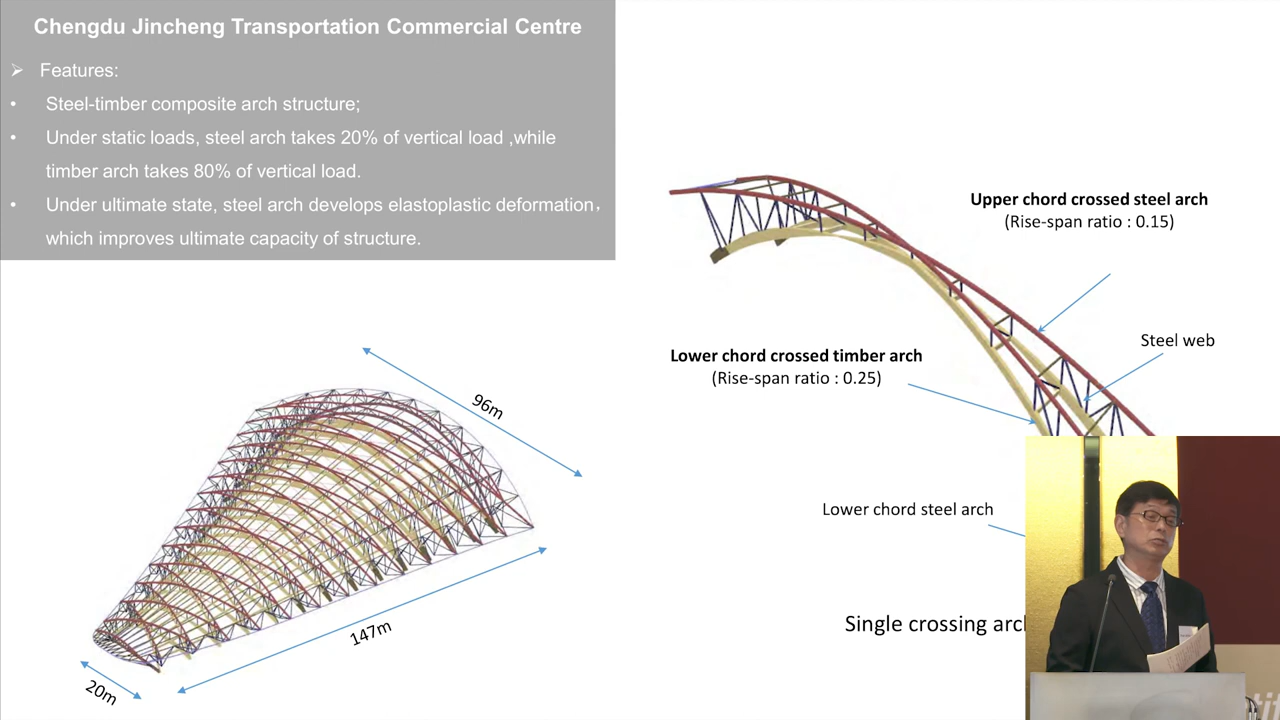 Chengdu Jincheng Transportation Commercial Centre
Features:
Steel-timber composite arch structure;
Under static loads, steel arch takes 20% of vertical load ,while
timber arch takes 80% of vertical load.
Under ultimate state, steel arch develops elastoplastic deformation，
which improves ultimate capacity of structure.
96m
147m
20m
Upper chord crossed steel arch
(Rise-span ratio : 0.15)
Steel web
Lower chord crossed timber arch
(Rise-span ratio : 0.25)
Lower chord steel arch
Single crossing arc